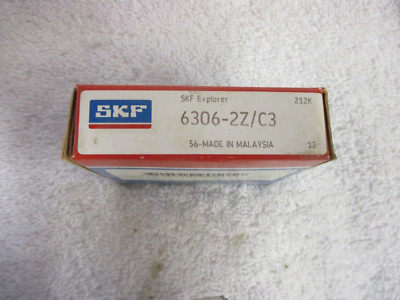 SKF Explorer 212K
SKF
6306-2Z/C3
56-MADE IN MALAYSIA 12